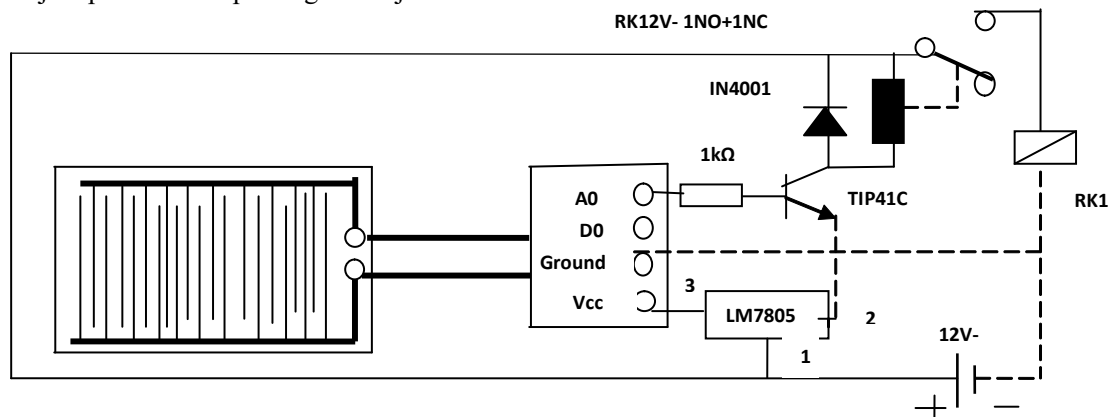 RK12V- 1NO+1NC
IN4001
1kΩ
A0
TIP41C
RK1
D0
Ground
3
Vcc
LM7805
2
12V-
1
+
—